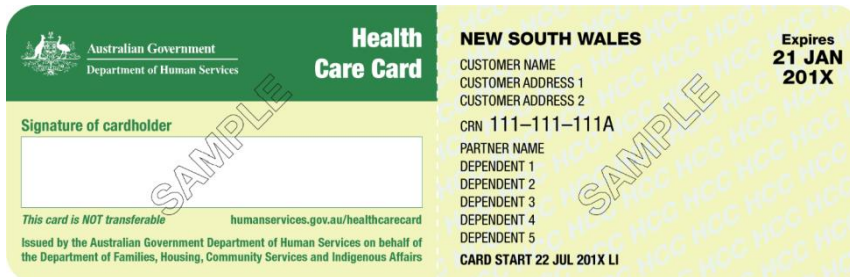 Australian Government
Department of Human Services
Health
Care Card
Signature of cardholder
SAMPLE
This card is NOT transferable humanservices.gov.au/healthcarecard
Issued by the Australian Government Department of Human Services on behalf of
the Department of Families, Housing, Community Services and Indigenous Affairs
NEW SOUTH WALES
Expires
21 JAN
201X
CUSTOMER NAME
CUSTOMER ADDRESS 1
CUSTOMER ADDRESS 2
CRN 111–111–111A
PARTNER NAME
DEPENDENT 1
DEPENDENT 2
DEPENDENT 3
DEPENDENT 4
DEPENDENT 5
SAMPLE
CARD START 22 JUL 201X LI
HCC HCC HCC HCC